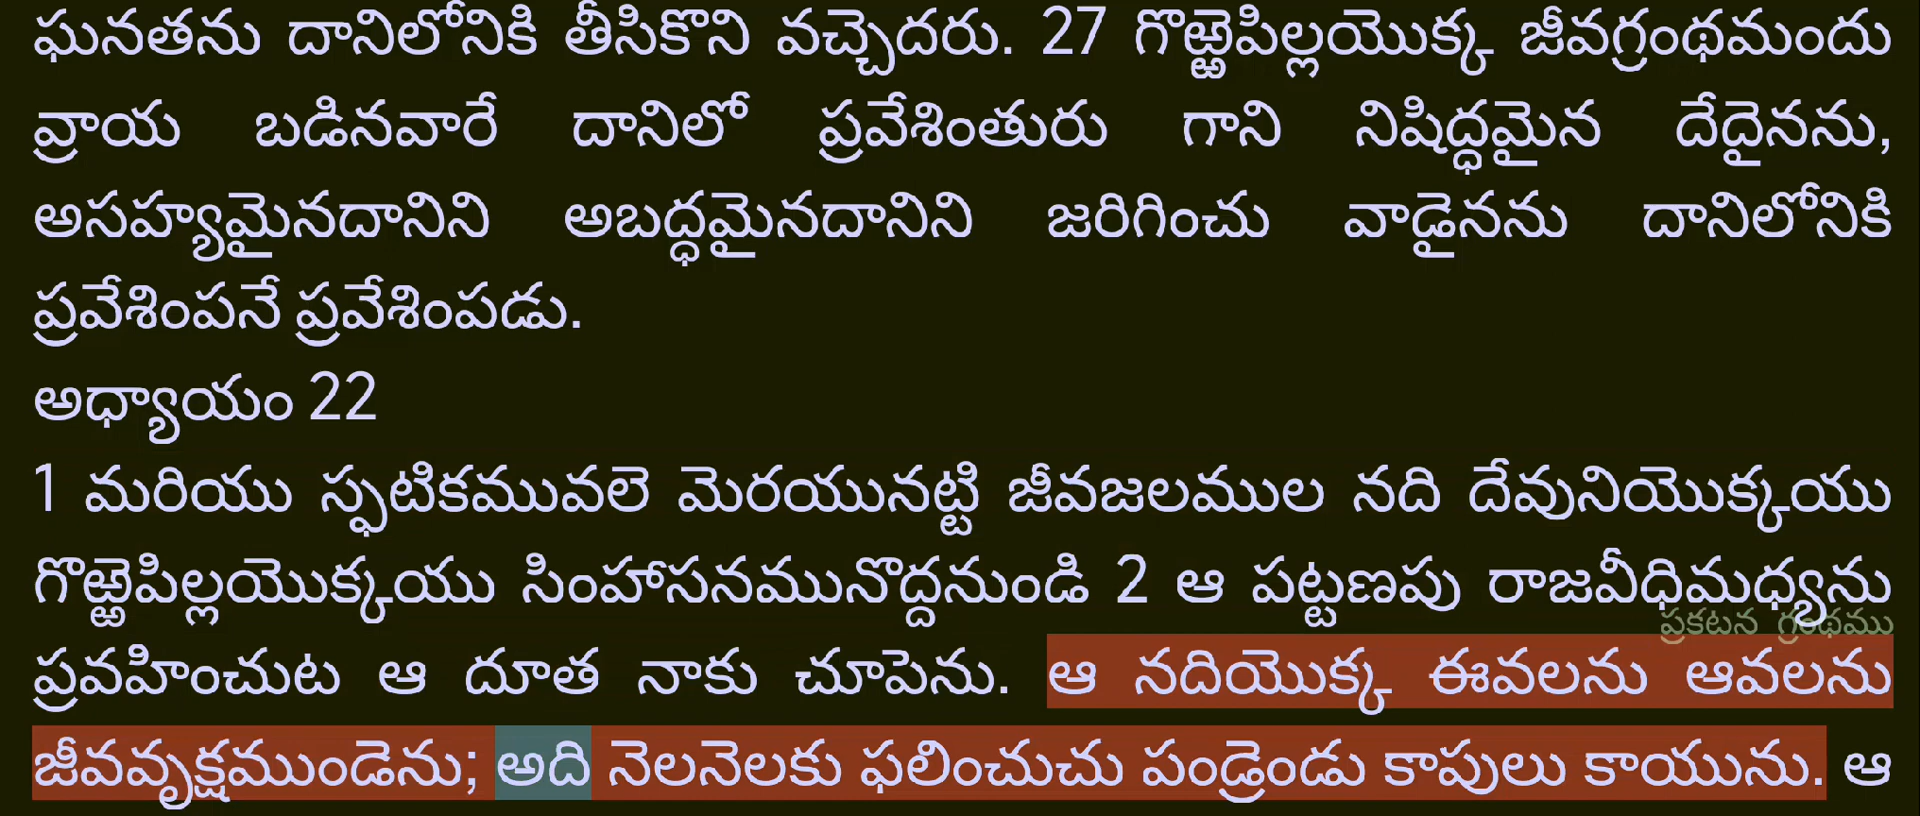 ఘనతను దానిలోనికి తీసికొని వచ్చెదరు. 27 గొఱ్ఱెపిల్లయొక్క జీవగ్రంథమందు
వ్రాయ బడినవారే దానిలో ప్రవేశింతురు గాని నిషిద్ధమైన దేదైనను,
అసహ్యమైనదానిని అబద్ధమైనదానిని జరిగించు వాడైనను దానిలోనికి
ప్రవేశింపనే ప్రవేశింపడు.
అధ్యాయం 22
1 మరియు స్ఫటికమువలె మెరయునట్టి జీవజలముల నది దేవునియొక్కయు
గొఱ్ఱెపిల్లయొక్కయు సింహాసనమునొద్దనుండి 2 ఆ పట్టణపు రాజవీధిమధ్యను
ప్రకటన గ్రంథము
ప్రవహించుట ఆ దూత నాకు చూపెను. ఆ నదియొక్క ఈవలను ఆవలను
జీవవృక్షముండెను; అది నెలనెలకు ఫలించుచు పండ్రెండు కాపులు కాయును. ఆ